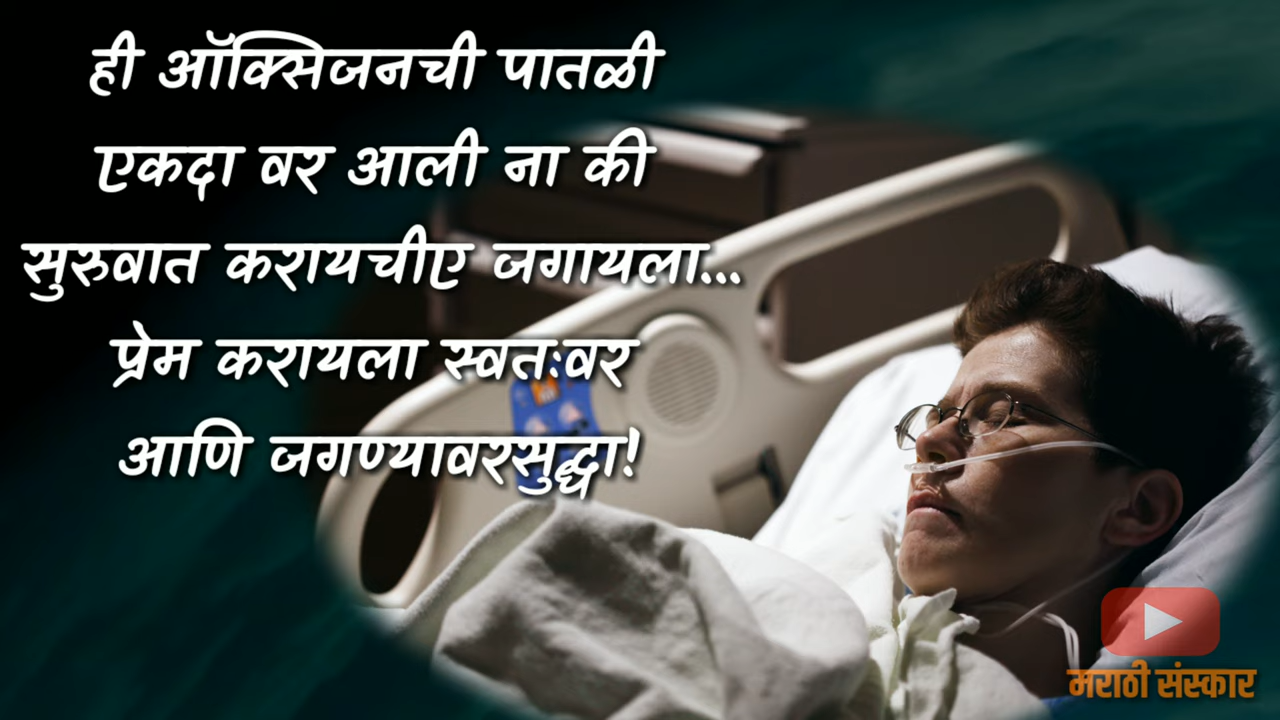 ही ऑक्सिजनची पातळी
एकदा वर आली ना की
सुरुवात करायचीए जगायला...
प्रेम करायला स्वतःवर
आणि जगण्यावरसुद्धा!
मराठी संस्कार